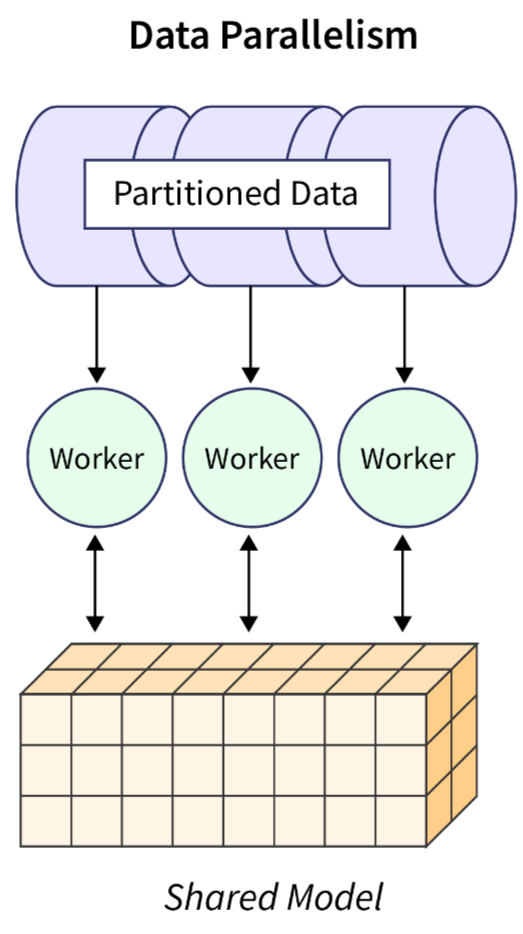 Data Parallelism
Partitioned Data
Worker Worker Worker
Shared Model